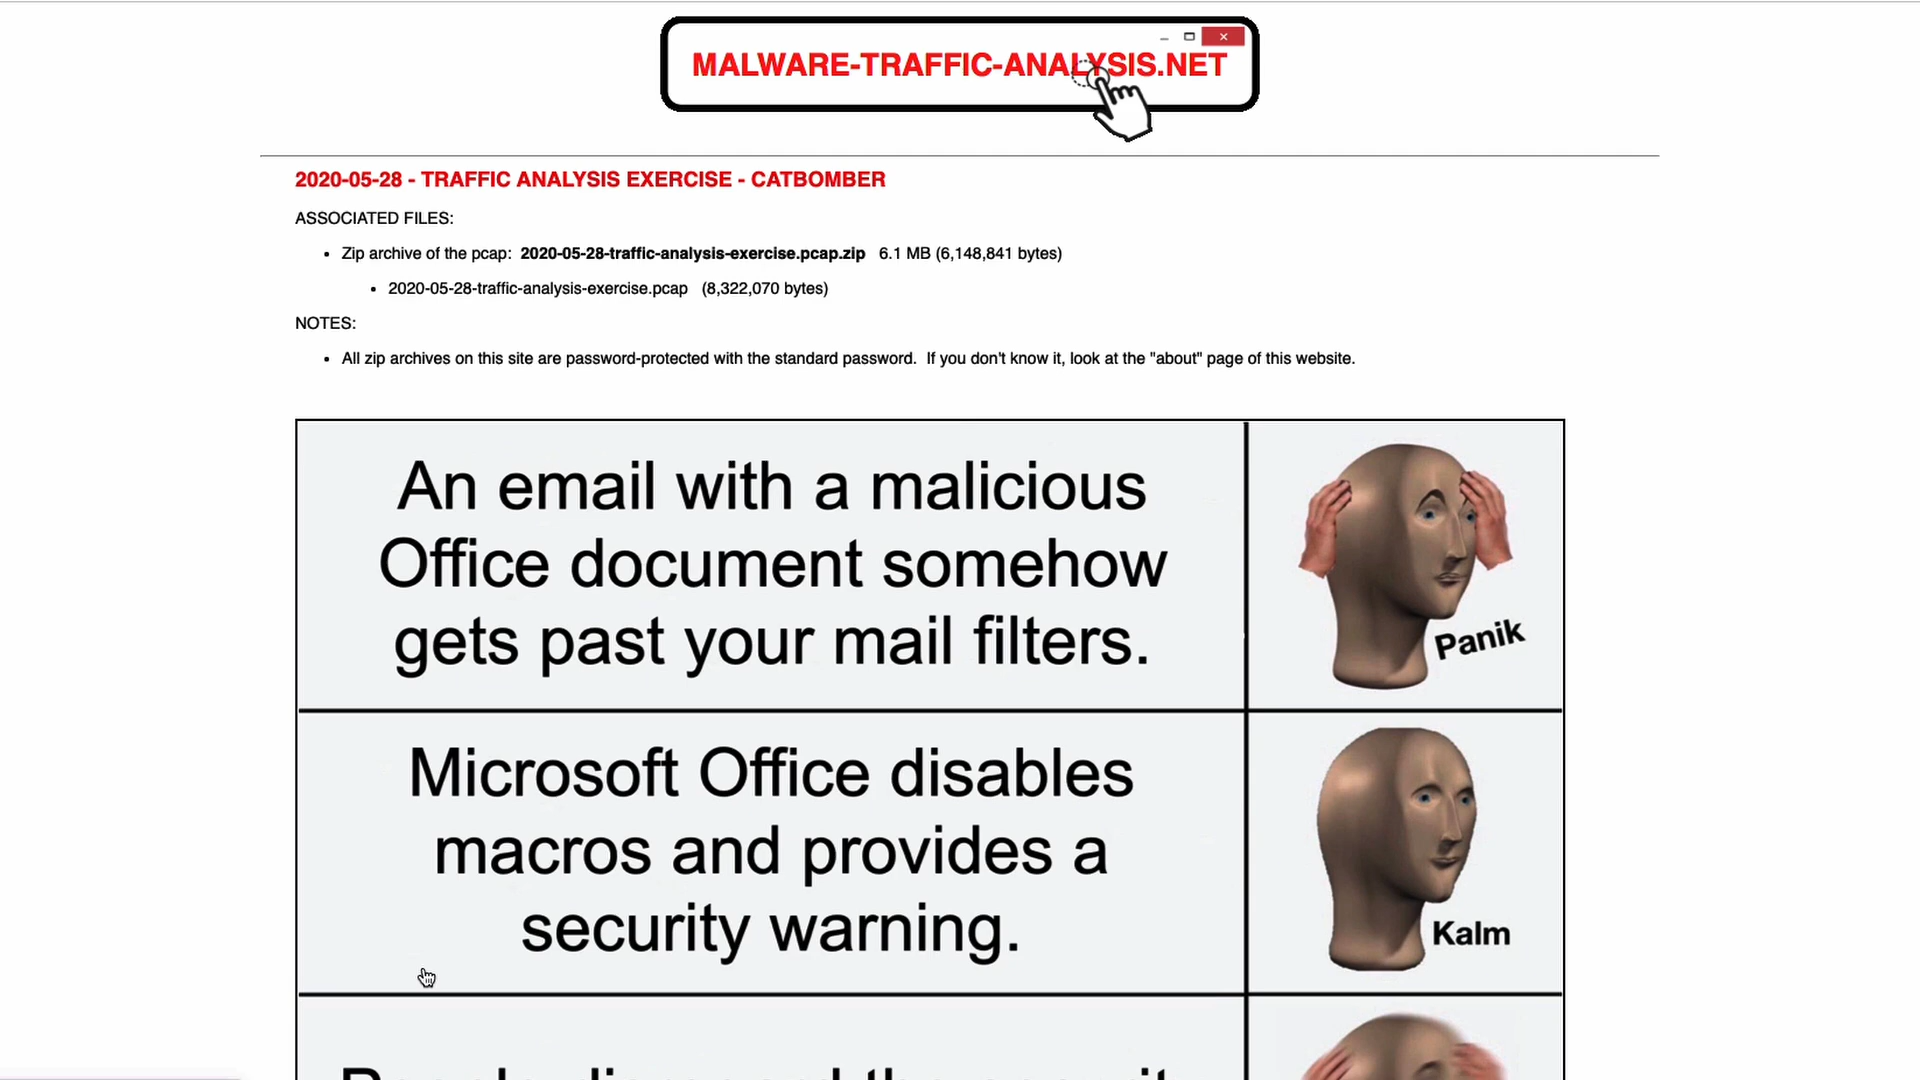 MALWARE-TRAFFIC-ANALYSIS.NET
2020-05-28 - TRAFFIC ANALYSIS EXERCISE - CATBOMBER
ASSOCIATED FILES:
• Zip archive of the pcap: 2020-05-28-traffic-analysis-exercise.pcap.zip 6.1 MB (6,148,841 bytes)
• 2020-05-28-traffic-analysis-exercise.pcap (8,322,070 bytes)
NOTES:
• All zip archives on this site are password-protected with the standard password. If you don't know it, look at the "about" page of this website.
An email with a malicious
Office document somehow
gets past your mail filters.
Panik
Microsoft Office disables
macros and provides a
security warning.
Kalm